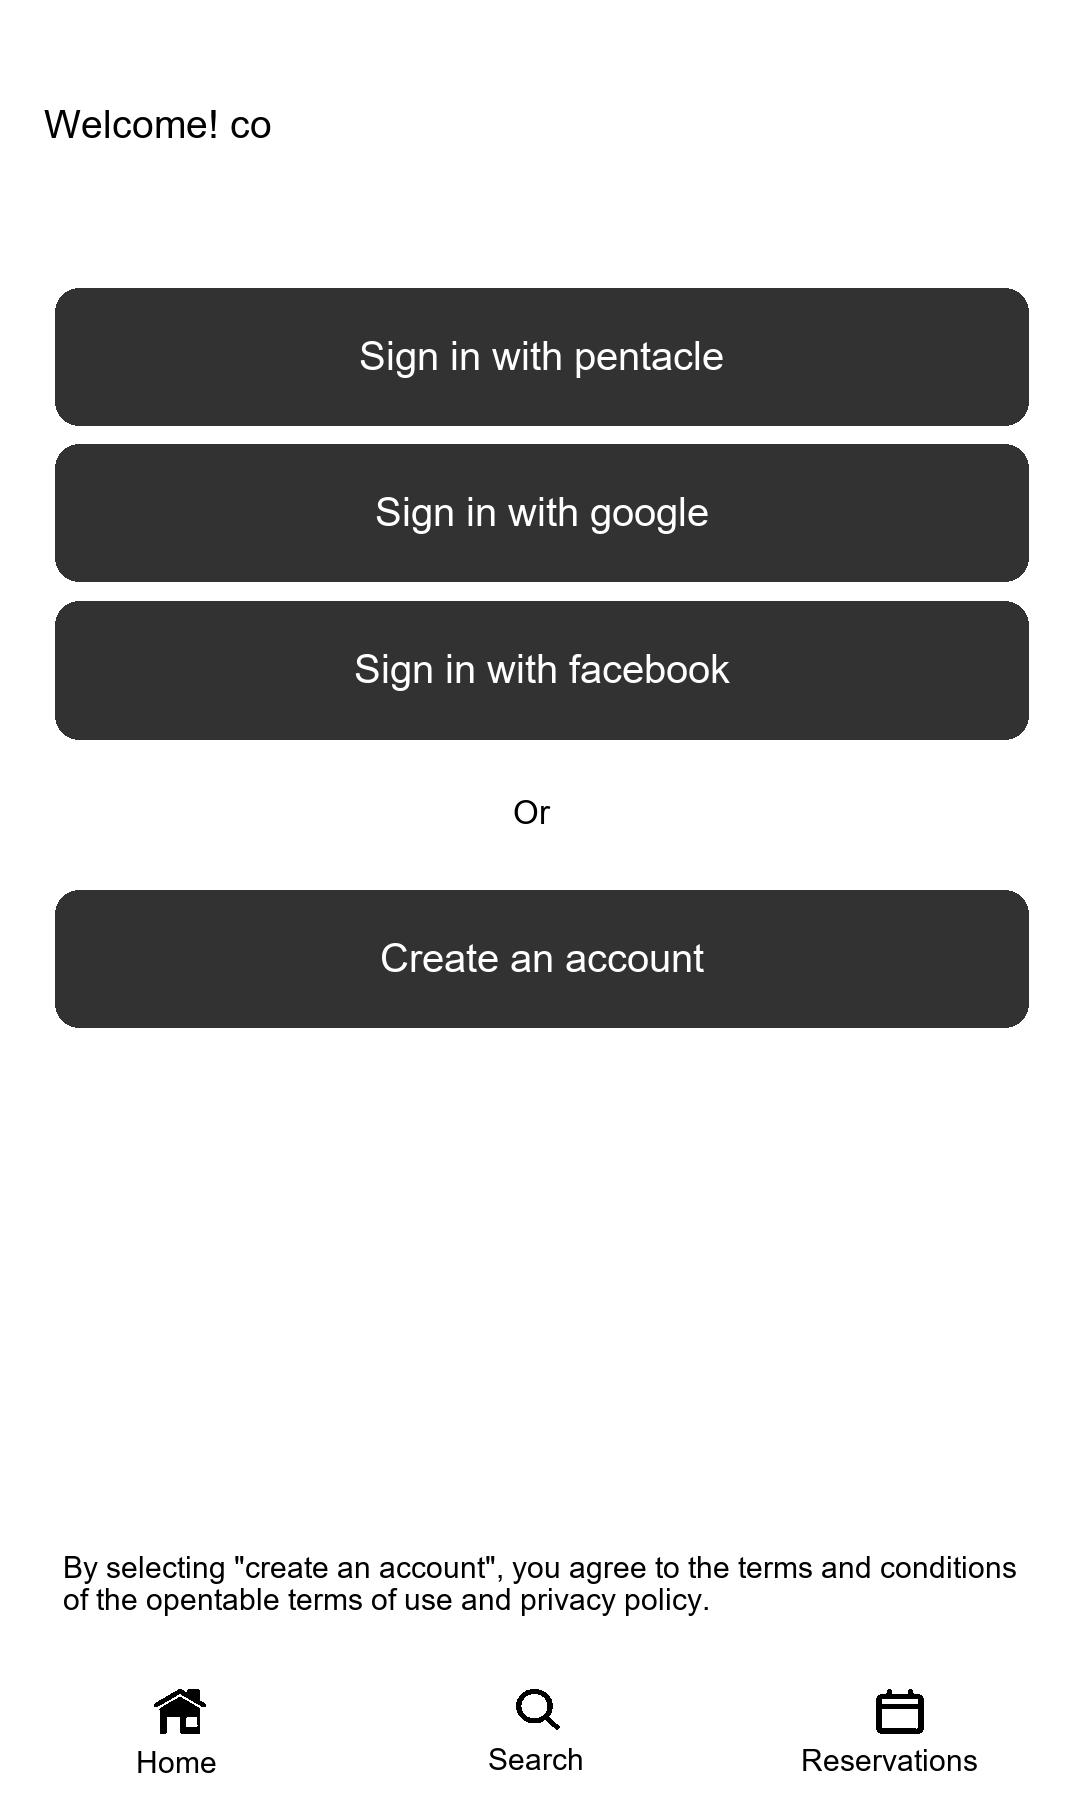 Welcome! co
Sign in with pentacle
Sign in with google
Sign in with facebook
Or
Create an account
By selecting "create an account", you agree to the terms and conditions
of the opentable terms of use and privacy policy.
Home
Search
Reservations